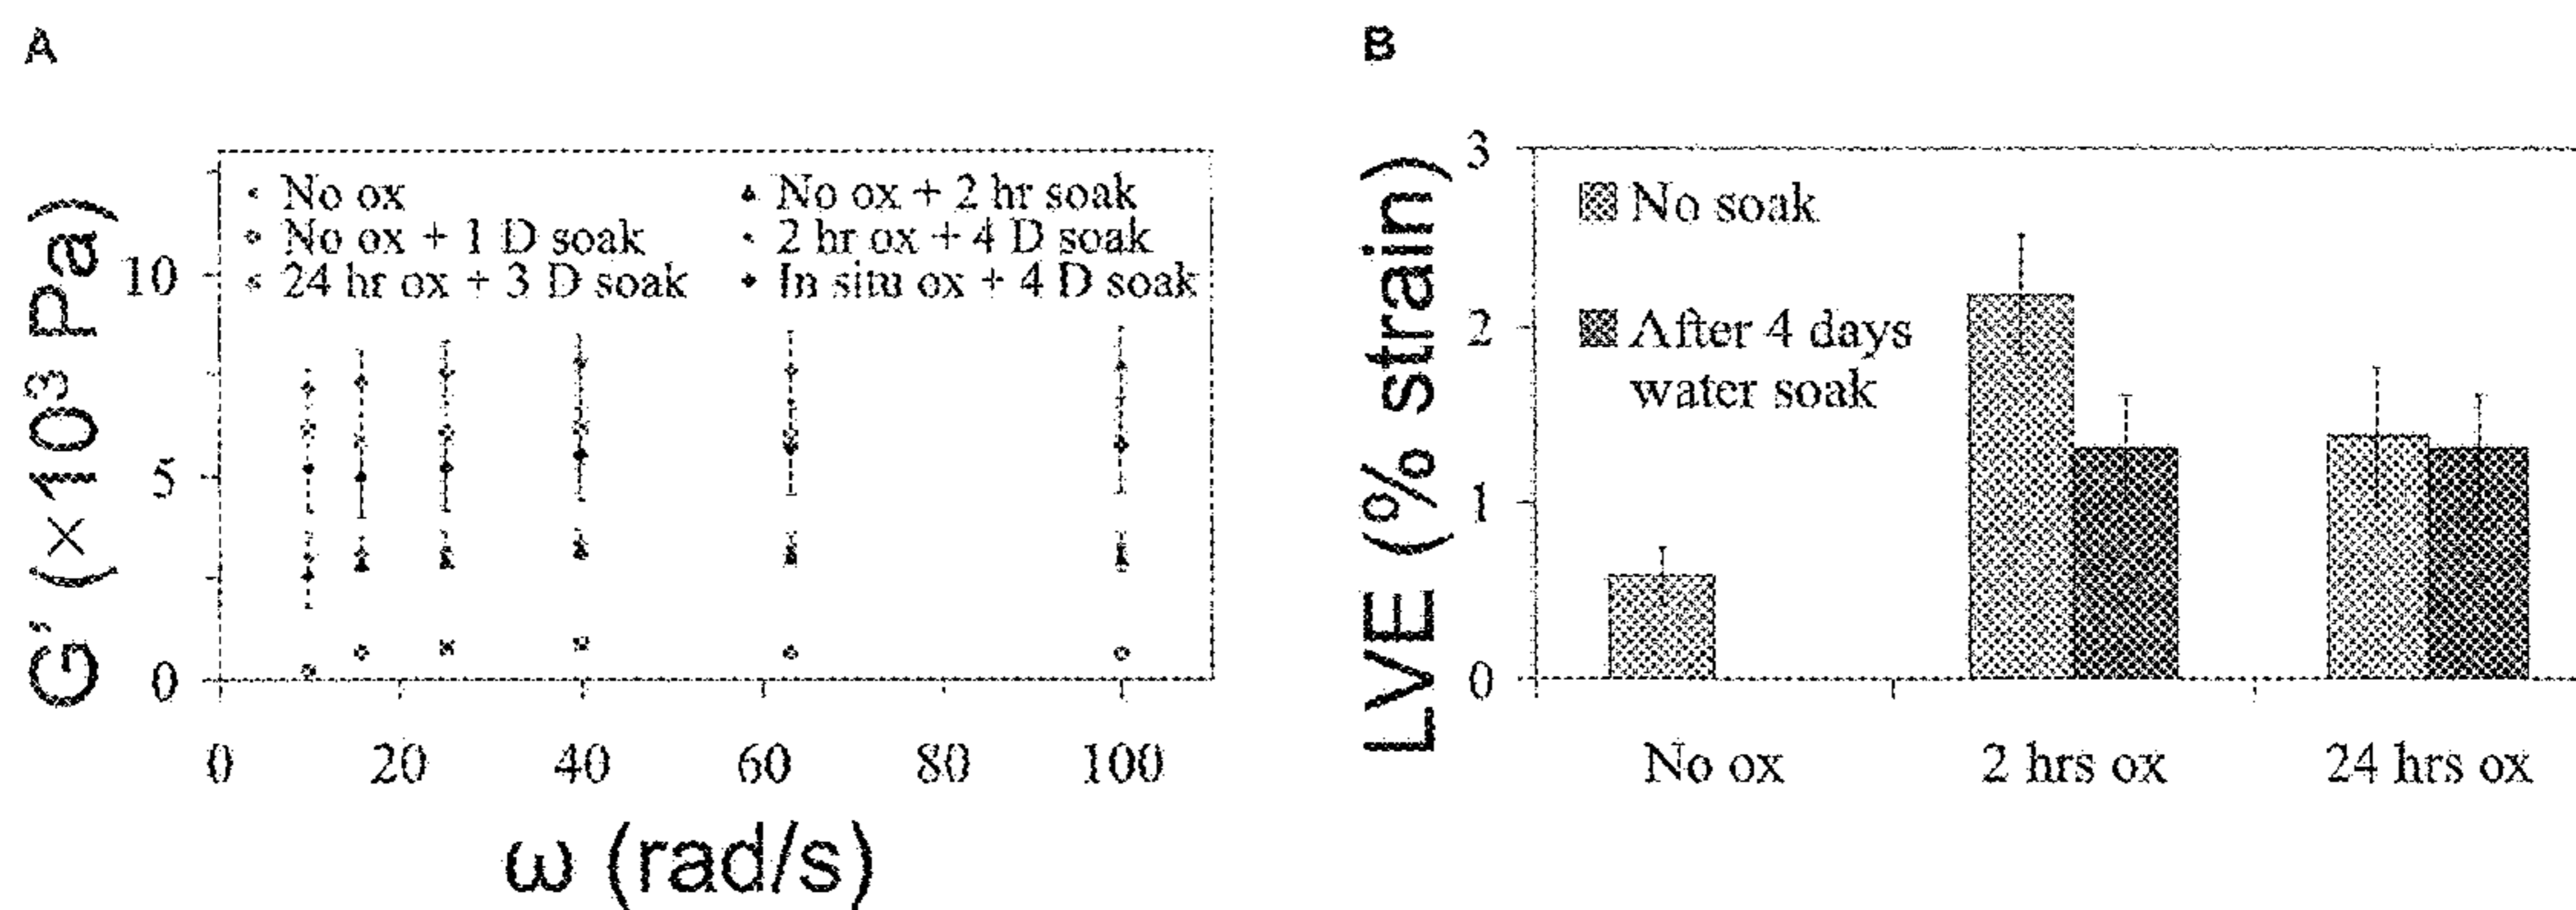 A
G' (×10³ Pa)
10
5
0
No ox
No ox + 2 hr soak
No ox + 1 D soak
2 hr ox + 4 D soak
24 hr ox + 3 D soak
In situ ox + 4 D soak
0 20 40 60 80 100
ω (rad/s)
B
LVE (% strain)
3
2
1
0
No soak
After 4 days
water soak
No ox 2 hrs ox 24 hrs ox